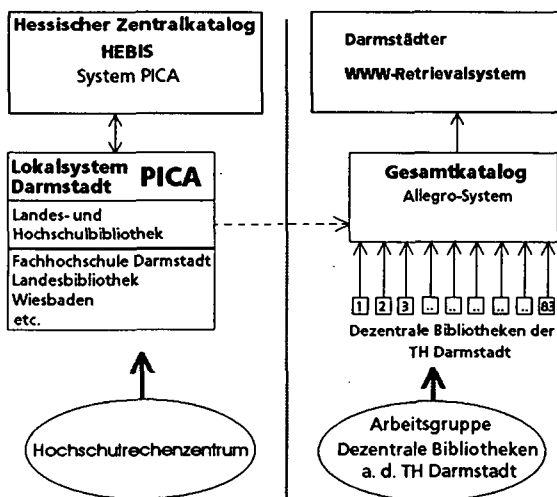 Hessischer Zentralkatalog
HEBIS
System PICA
Lokalsystem
Darmstadt PICA
Landes- und
Hochschulbibliothek
Fachhochschule Darmstadt
Landesbibliothek
Wiesbaden
etc.
Hochschulrechenzentrum
Darmstädter
WWW-Retrievalsystem
Gesamtkatalog
Allegro-System
1 2 3 .. .. .. .. .. 83
Dezentrale Bibliotheken der
TH Darmstadt
Arbeitsgruppe
Dezentrale Bibliotheken
a. d. TH Darmstadt